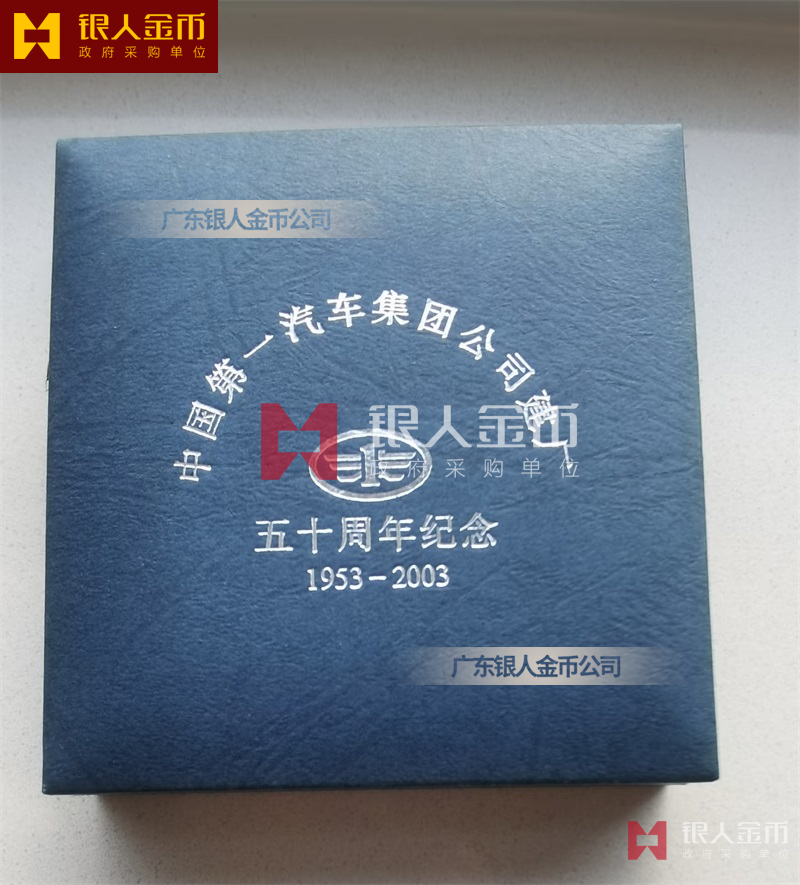 银人金币
政府采购单位
广东银人金币公司
中国第一汽车集团公司建厂
银人金币
政府采购单位
五十周年纪念
1953-2003
广东银人金币公司
银人金币
政府采购单位